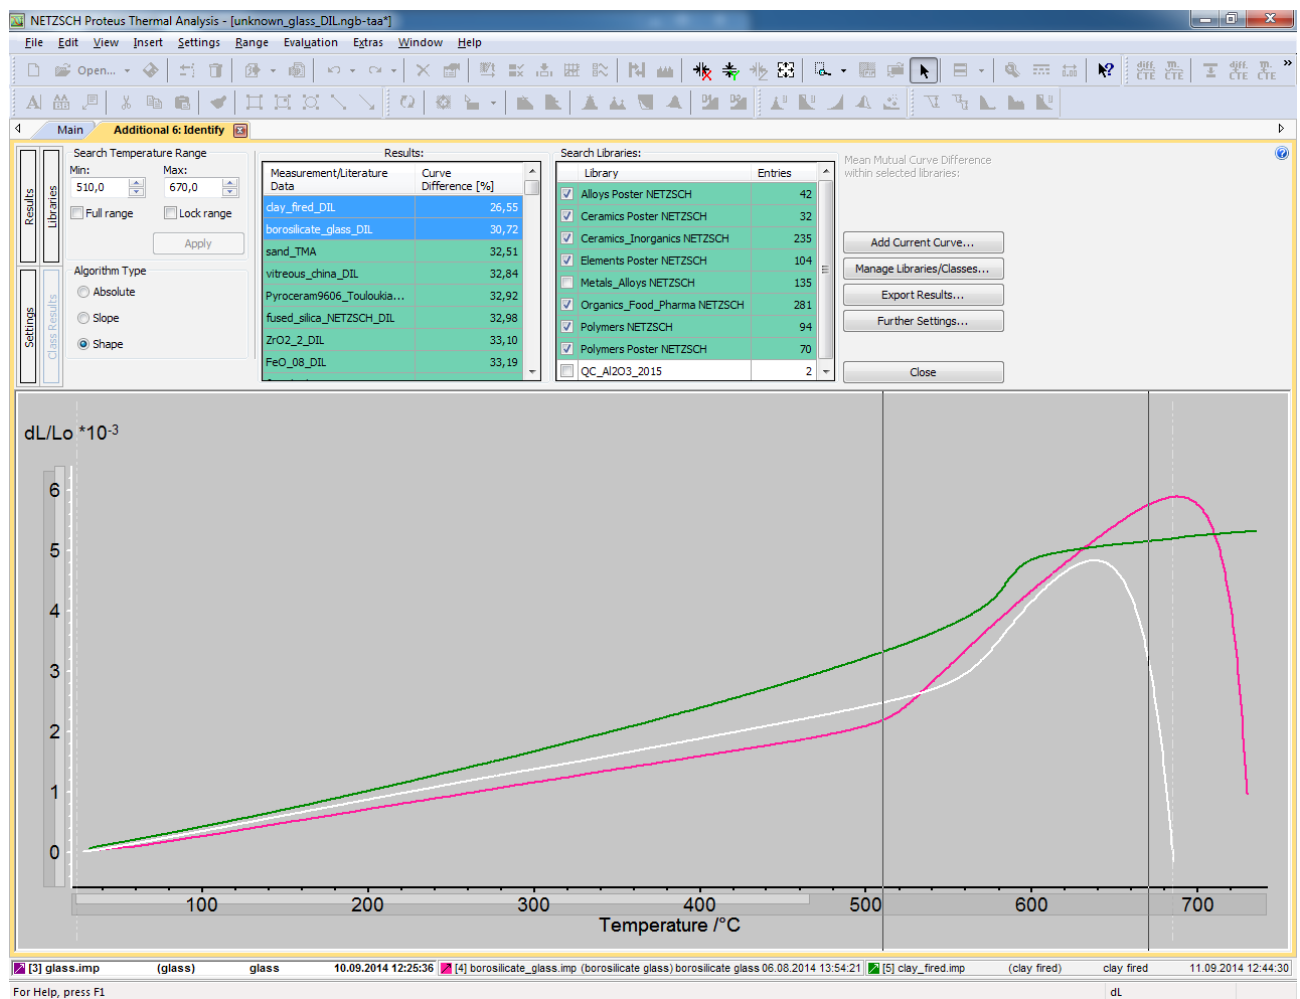 NETZSCH Proteus Thermal Analysis - [unknown_glass_DIL.ngb-taa*]
File Edit View Insert Settings Range Evaluation Extras Window Help
Open...
diff. CTE m. CTE T diff. CTE m. CTE
Main Additional 6: Identify
Results
Libraries
Settings
Class Results
Search Temperature Range
Min: Max:
510,0 670,0
Full range Lock range
Apply
Algorithm Type
Absolute
Slope
Shape
Results:
Measurement/Literature Data Curve Difference [%]
clay_fired_DIL 26,55
borosilicate_glass_DIL 30,72
sand_TMA 32,51
vitreous_china_DIL 32,84
Pyroceram9606_Touloukia... 32,92
fused_silica_NETZSCH_DIL 32,98
ZrO2_2_DIL 33,10
FeO_08_DIL 33,19
Search Libraries:
Library Entries
Alloys Poster NETZSCH 42
Ceramics Poster NETZSCH 32
Ceramics_Inorganics NETZSCH 235
Elements Poster NETZSCH 104
Metals_Alloys NETZSCH 135
Organics_Food_Pharma NETZSCH 281
Polymers NETZSCH 94
Polymers Poster NETZSCH 70
QC_Al2O3_2015 2
Mean Mutual Curve Difference
within selected libraries:
Add Current Curve...
Manage Libraries/Classes...
Export Results...
Further Settings...
Close
dL/Lo *10-3
6
5
4
3
2
1
0
100 200 300 400 500 600 700
Temperature /°C
[3] glass.imp (glass) glass 10.09.2014 12:25:36 [4] borosilicate_glass.imp (borosilicate glass) borosilicate glass 06.08.2014 13:54:21 [5] clay_fired.imp (clay fired) clay fired 11.09.2014 12:44:30
For Help, press F1 dL